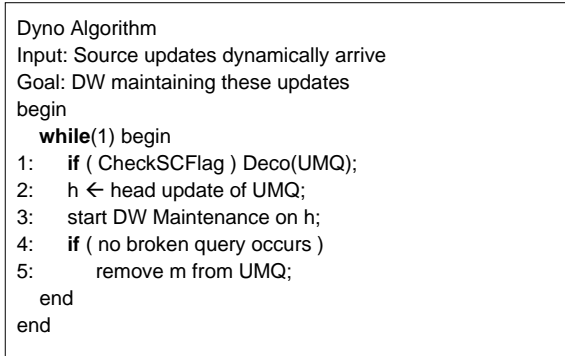 Dyno Algorithm
Input: Source updates dynamically arrive
Goal: DW maintaining these updates
begin
while(1) begin
1: if ( CheckSCFlag ) Deco(UMQ);
2: h ← head update of UMQ;
3: start DW Maintenance on h;
4: if ( no broken query occurs )
5: remove m from UMQ;
end
end